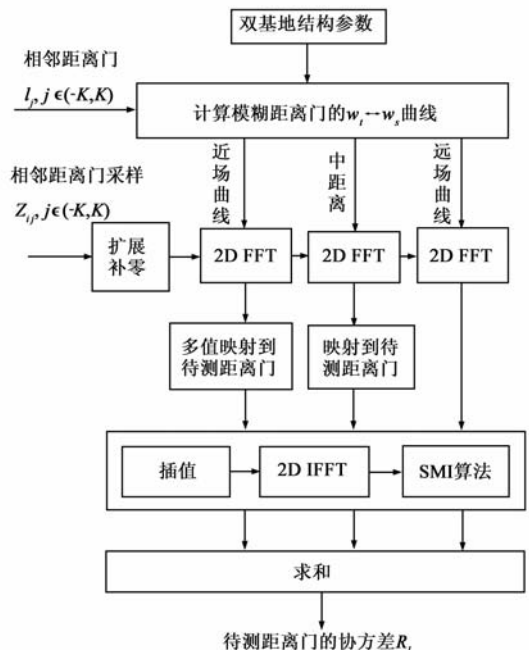 双基地结构参数
相邻距离门
l_j, j ∈(-K,K)
计算模糊距离门的w_t↔w_s曲线
近场曲线
中距离
远场曲线
相邻距离门采样
Z_{ij}, j ∈(-K,K)
扩展
补零
2D FFT
2D FFT
2D FFT
多值映射到
待测距离门
映射到待
测距离门
插值
2D IFFT
SMI算法
求和
待测距离门的协方差R_l